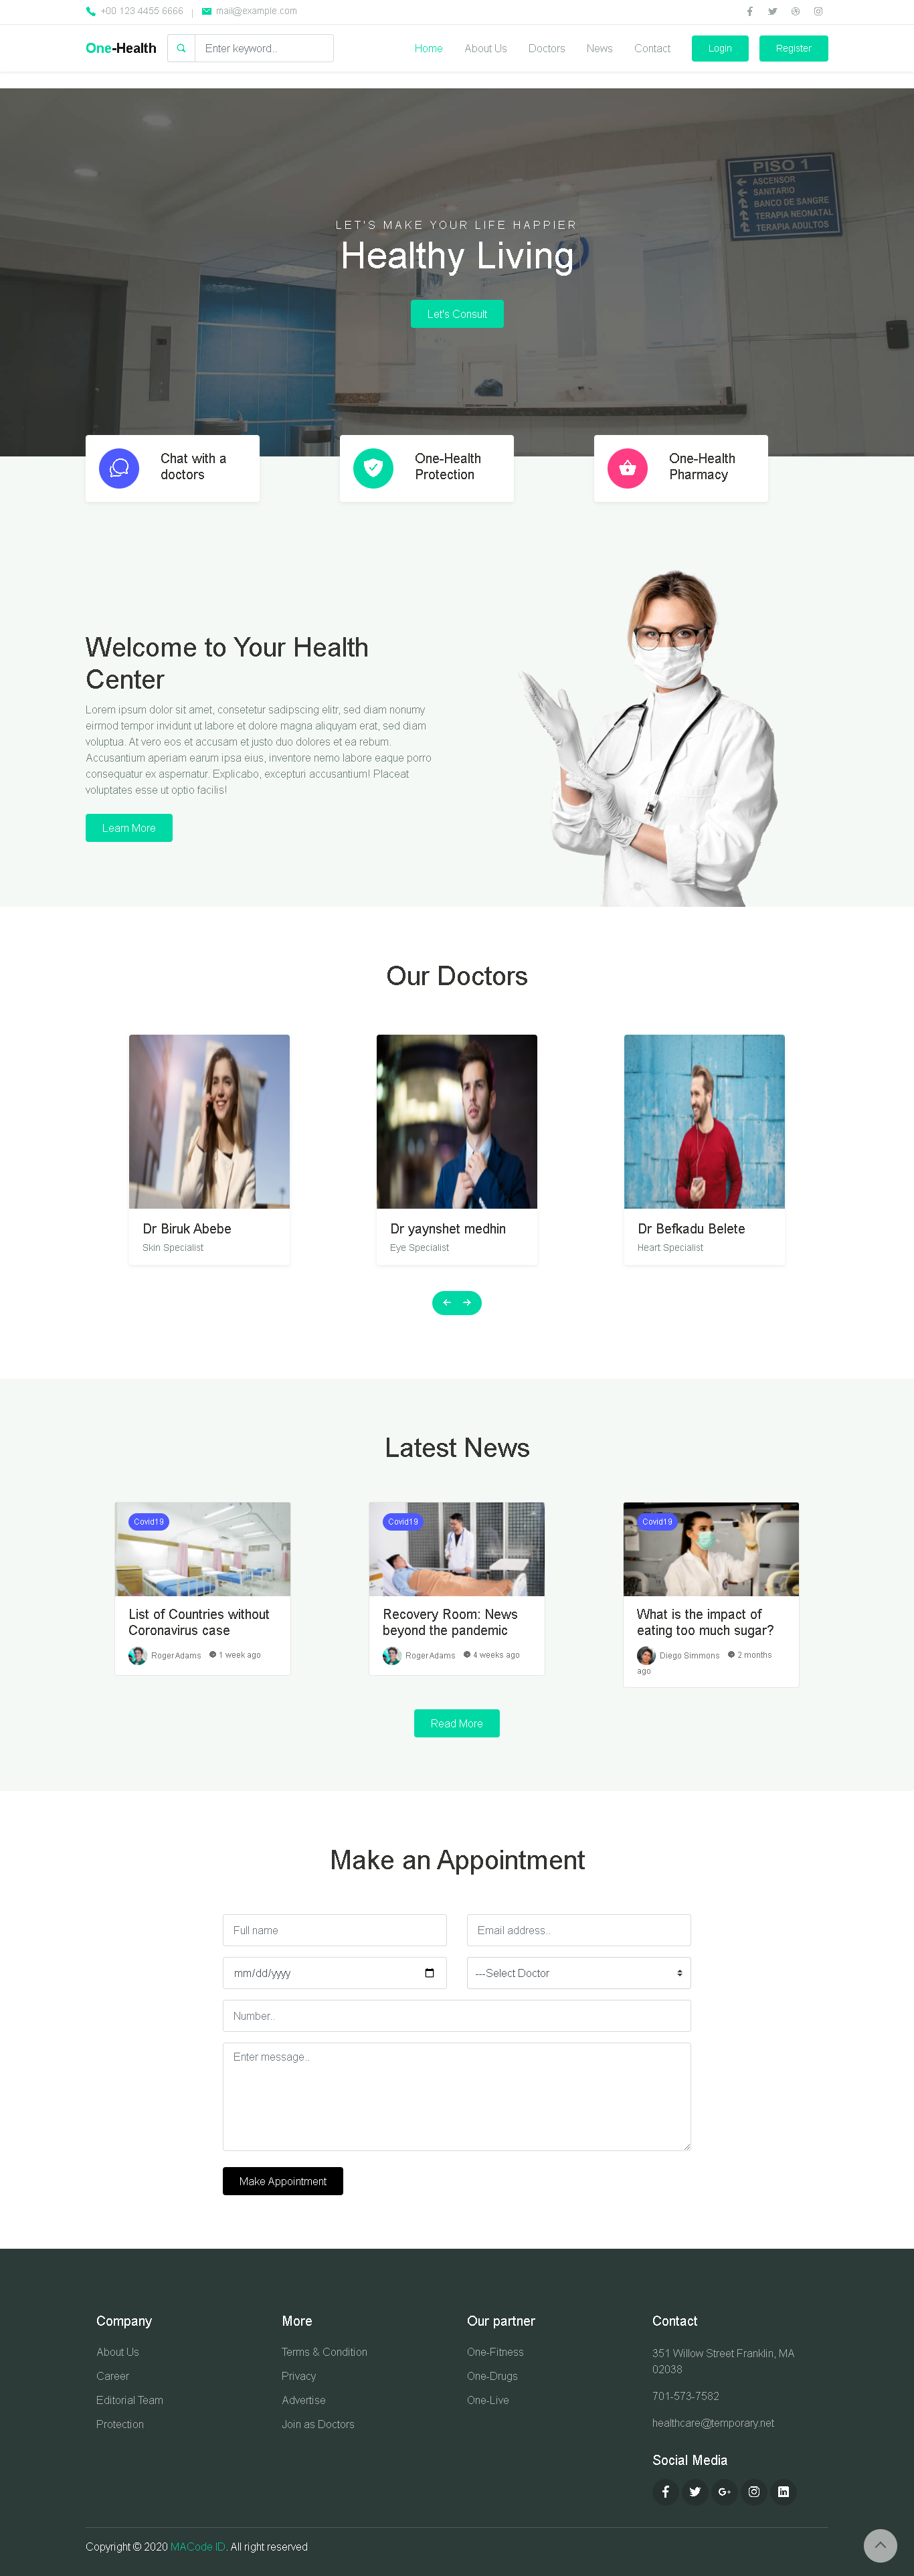 +00 123 4455 6666 | mail@example.com
One-Health
Enter keyword..
Home
About Us
Doctors
News
Contact
Login
Register
PISO 1
ASCENSOR
SANITARIO
BANCO DE SANGRE
TERAPIA NEONATAL
TERAPIA ADULTOS
LET'S MAKE YOUR LIFE HAPPIER
Healthy Living
Let's Consult
Chat with a
doctors
One-Health
Protection
One-Health
Pharmacy
Welcome to Your Health
Center
Lorem ipsum dolor sit amet, consetetur sadipscing elitr, sed diam nonumy
eirmod tempor invidunt ut labore et dolore magna aliquyam erat, sed diam
voluptua. At vero eos et accusam et justo duo dolores et ea rebum.
Accusantium aperiam earum ipsa eius, inventore nemo labore eaque porro
consequatur ex aspernatur. Explicabo, excepturi accusantium! Placeat
voluptates esse ut optio facilis!
Learn More
Our Doctors
Dr Biruk Abebe
Skin Specialist
Dr yaynshet medhin
Eye Specialist
Dr Befkadu Belete
Heart Specialist
Latest News
Covid19
List of Countries without
Coronavirus case
Roger Adams 1 week ago
Covid19
Recovery Room: News
beyond the pandemic
Roger Adams 4 weeks ago
Covid19
What is the impact of
eating too much sugar?
Diego Simmons 2 months
ago
Read More
Make an Appointment
Full name
Email address..
mm/dd/yyyy
---Select Doctor
Number..
Enter message..
Make Appointment
Company
About Us
Career
Editorial Team
Protection
More
Terms & Condition
Privacy
Advertise
Join as Doctors
Our partner
One-Fitness
One-Drugs
One-Live
Contact
351 Willow Street Franklin, MA
02038
701-573-7582
healthcare@temporary.net
Social Media
Copyright © 2020 MACode ID. All right reserved